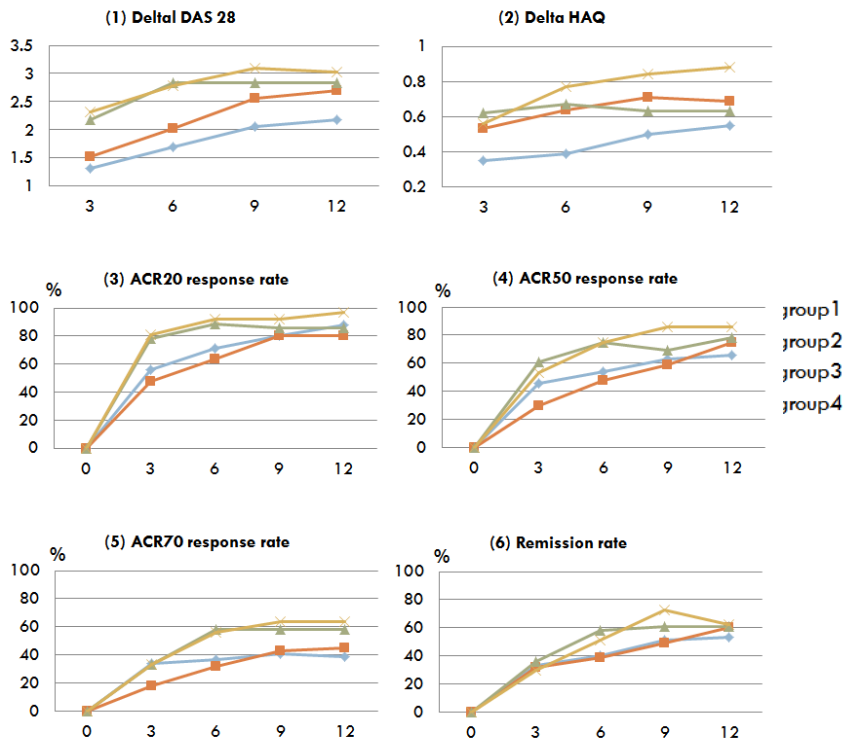 (1) Deltal DAS 28
3.5
3
2.5
2
1.5
1
3 6 9 12
(2) Delta HAQ
1
0.8
0.6
0.4
0.2
3 6 9 12
(3) ACR20 response rate
%
100
80
60
40
20
0
0 3 6 9 12
(4) ACR50 response rate
%
100
80
60
40
20
0
0 3 6 9 12
group1
group2
group3
group4
(5) ACR70 response rate
%
100
80
60
40
20
0
0 3 6 9 12
(6) Remission rate
%
100
80
60
40
20
0
0 3 6 9 12